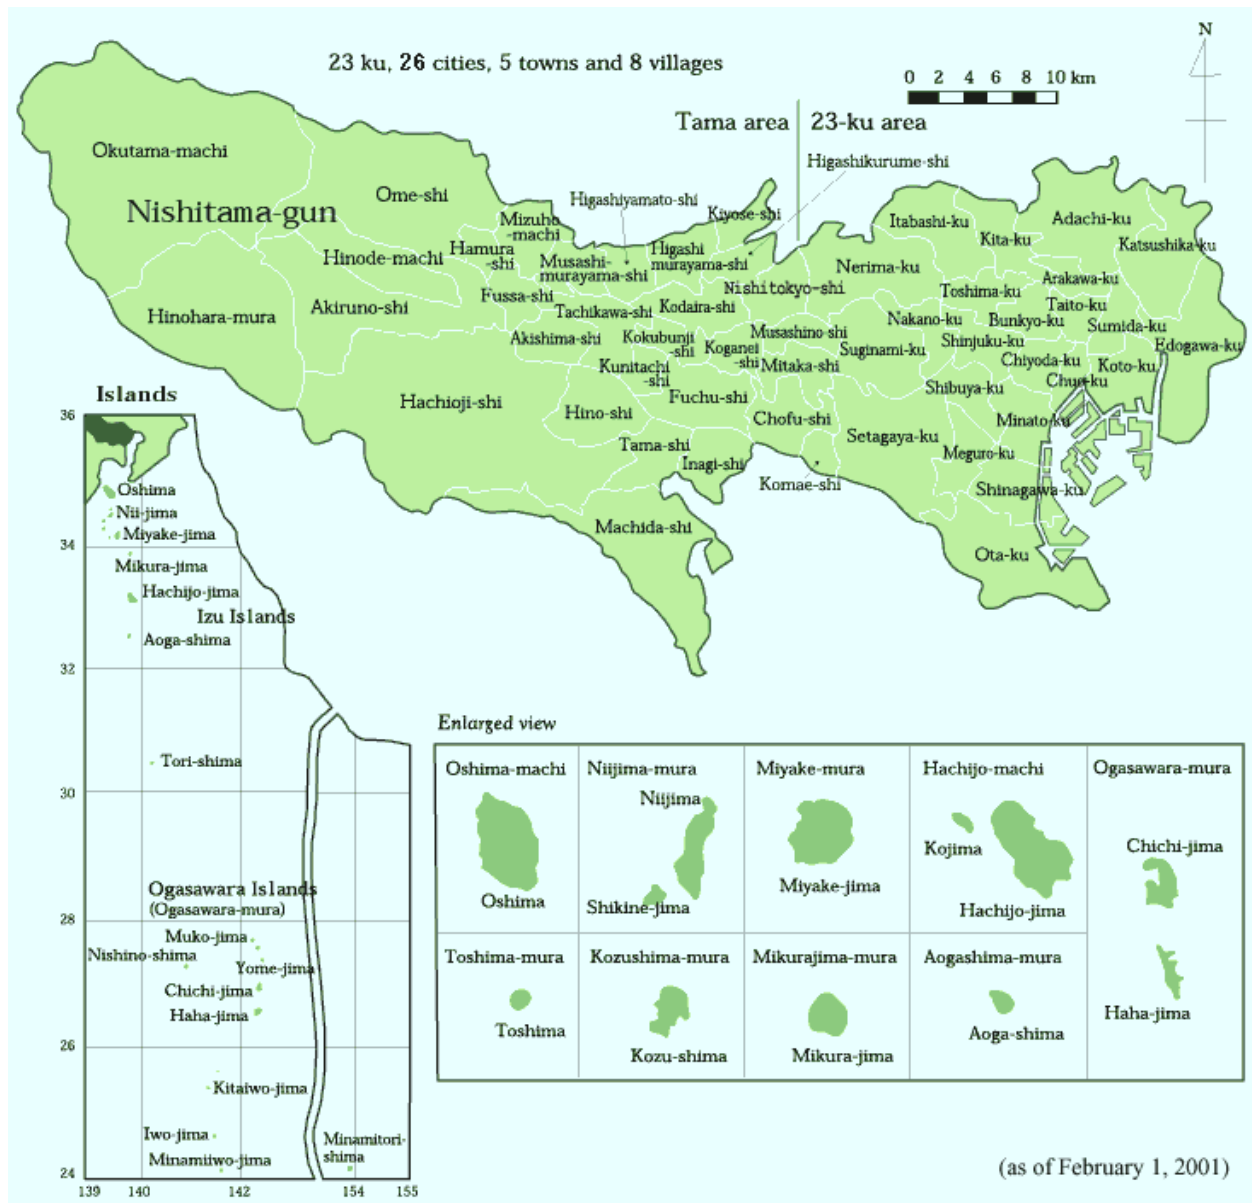 23 ku, 26 cities, 5 towns and 8 villages
N
0 2 4 6 8 10 km
Tama area
23-ku area
Higashikurume-shi
Okutama-machi
Ome-shi
Nishitama-gun
Higashiyamato-shi
Kiyose-shi
Mizuho
-machi
Itabashi-ku
Adachi-ku
Kita-ku
Katsushika-ku
Hinode-machi
Hamura
-shi
Musashi-
murayama-shi
Higashi
murayama-shi
Nerima-ku
Nishitokyo-shi
Arakawa-ku
Toshima-ku
Fussa-shi
Akiruno-shi
Hinohara-mura
Tachikawa-shi
Kodaira-shi
Taito-ku
Nakano-ku
Bunkyo-ku
Sumida-ku
Akishima-shi
Kokubunji
-shi
Musashino-shi
Koganei
-shi
Suginami-ku
Shinjuku-ku
Edogawa-ku
Kunitachi
-shi
Mitaka-shi
Chiyoda-ku
Koto-ku
Chuo-ku
Shibuya-ku
Hachioji-shi
Hino-shi
Fuchu-shi
Chofu-shi
Minato-ku
Setagaya-ku
Tama-shi
Inagi-shi
Meguro-ku
Komae-shi
Shinagawa-ku
Machida-shi
Ota-ku
Islands
36
Oshima
Nii-jima
Miyake-jima
34
Mikura-jima
Hachijo-jima
Izu Islands
Aoga-shima
32
Tori-shima
30
Ogasawara Islands
(Ogasawara-mura)
28
Muko-jima
Nishino-shima
Yome-jima
Chichi-jima
Haha-jima
26
Kitaiwo-jima
Iwo-jima
Minamitori-
shima
Minamiiwo-jima
24
139 140 142 154 155
Enlarged view
Oshima-machi
Oshima
Niijima-mura
Niijima
Shikine-jima
Miyake-mura
Miyake-jima
Hachijo-machi
Kojima
Hachijo-jima
Ogasawara-mura
Chichi-jima
Haha-jima
Toshima-mura
Toshima
Kozushima-mura
Kozu-shima
Mikurajima-mura
Mikura-jima
Aogashima-mura
Aoga-shima
(as of February 1, 2001)